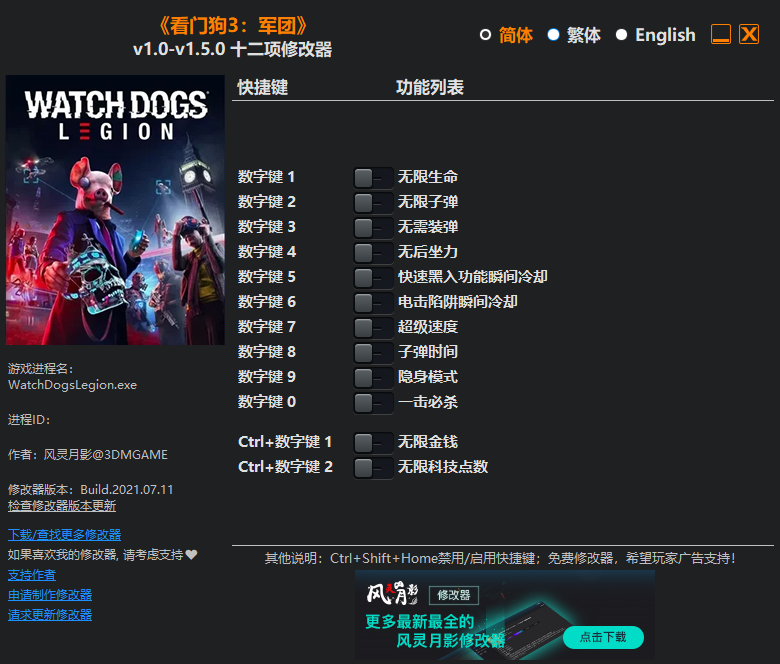 《看门狗3：军团》
v1.0-v1.5.0 十二项修改器
简体 繁体 English
WATCH DOGS
LEGION
快捷键 功能列表
数字键 1 无限生命
数字键 2 无限子弹
数字键 3 无需装弹
数字键 4 无后坐力
数字键 5 快速黑入功能瞬间冷却
数字键 6 电击陷阱瞬间冷却
数字键 7 超级速度
数字键 8 子弹时间
数字键 9 隐身模式
数字键 0 一击必杀
Ctrl+数字键 1 无限金钱
Ctrl+数字键 2 无限科技点数
游戏进程名：
WatchDogsLegion.exe
进程ID：
作者：风灵月影@3DMGAME
修改器版本：Build.2021.07.11
检查修改器版本更新
下载/查找更多修改器
如果喜欢我的修改器, 请考虑支持❤
支持作者
申请制作修改器
请求更新修改器
其他说明：Ctrl+Shift+Home禁用/启用快捷键；免费修改器，希望玩家广告支持！
风灵月影 修改器
更多最新最全的
风灵月影修改器
点击下载